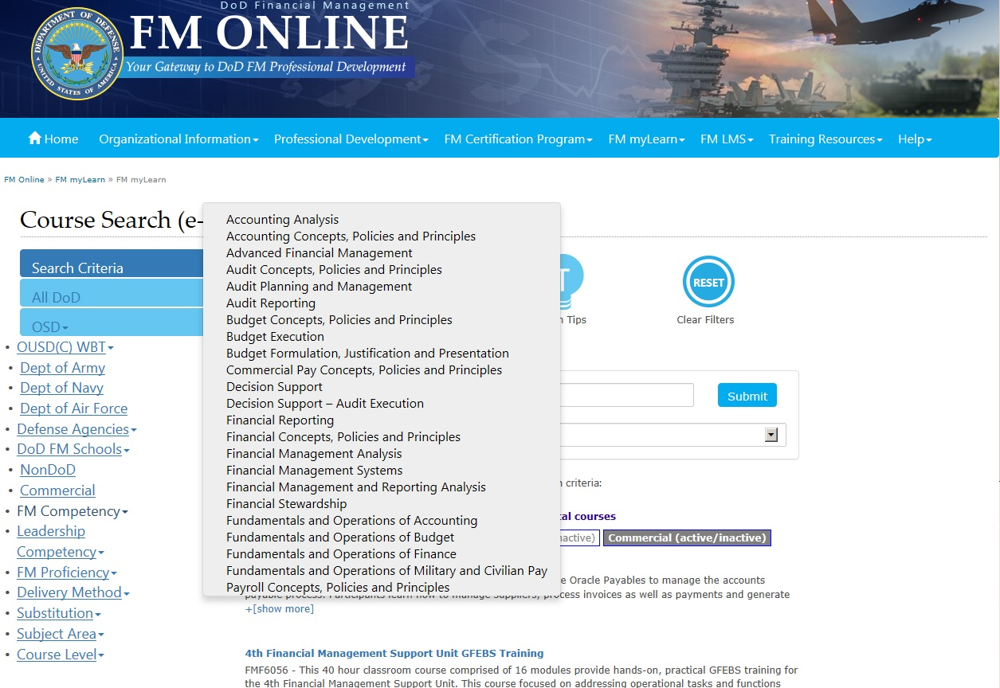 DoD Financial Management
FM ONLINE
Your Gateway to DoD FM Professional Development
DEPARTMENT OF DEFENSE
UNITED STATES OF AMERICA
Home Organizational Information Professional Development FM Certification Program FM myLearn FM LMS Training Resources Help
FM Online » FM myLearn » FM myLearn
Course Search (e-
Search Criteria
All DoD
OSD
• OUSD(C) WBT
• Dept of Army
• Dept of Navy
• Dept of Air Force
• Defense Agencies
• DoD FM Schools
• NonDoD
• Commercial
• FM Competency
• Leadership
Competency
• FM Proficiency
• Delivery Method
• Substitution
• Subject Area
• Course Level
Accounting Analysis
Accounting Concepts, Policies and Principles
Advanced Financial Management
Audit Concepts, Policies and Principles
Audit Planning and Management
Audit Reporting
Budget Concepts, Policies and Principles
Budget Execution
Budget Formulation, Justification and Presentation
Commercial Pay Concepts, Policies and Principles
Decision Support
Decision Support – Audit Execution
Financial Reporting
Financial Concepts, Policies and Principles
Financial Management Analysis
Financial Management Systems
Financial Management and Reporting Analysis
Financial Stewardship
Fundamentals and Operations of Accounting
Fundamentals and Operations of Budget
Fundamentals and Operations of Finance
Fundamentals and Operations of Military and Civilian Pay
Payroll Concepts, Policies and Principles
T
Tips
RESET
Clear Filters
Submit
criteria:
al courses
nactive) Commercial (active/inactive)
e Oracle Payables to manage the accounts
payable process. Participants learn how to manage suppliers, process invoices as well as payments and generate
+[show more]
4th Financial Management Support Unit GFEBS Training
FMF6056 - This 40 hour classroom course comprised of 16 modules provide hands-on, practical GFEBS training for
the 4th Financial Management Support Unit. This course focused on addressing operational tasks and functions